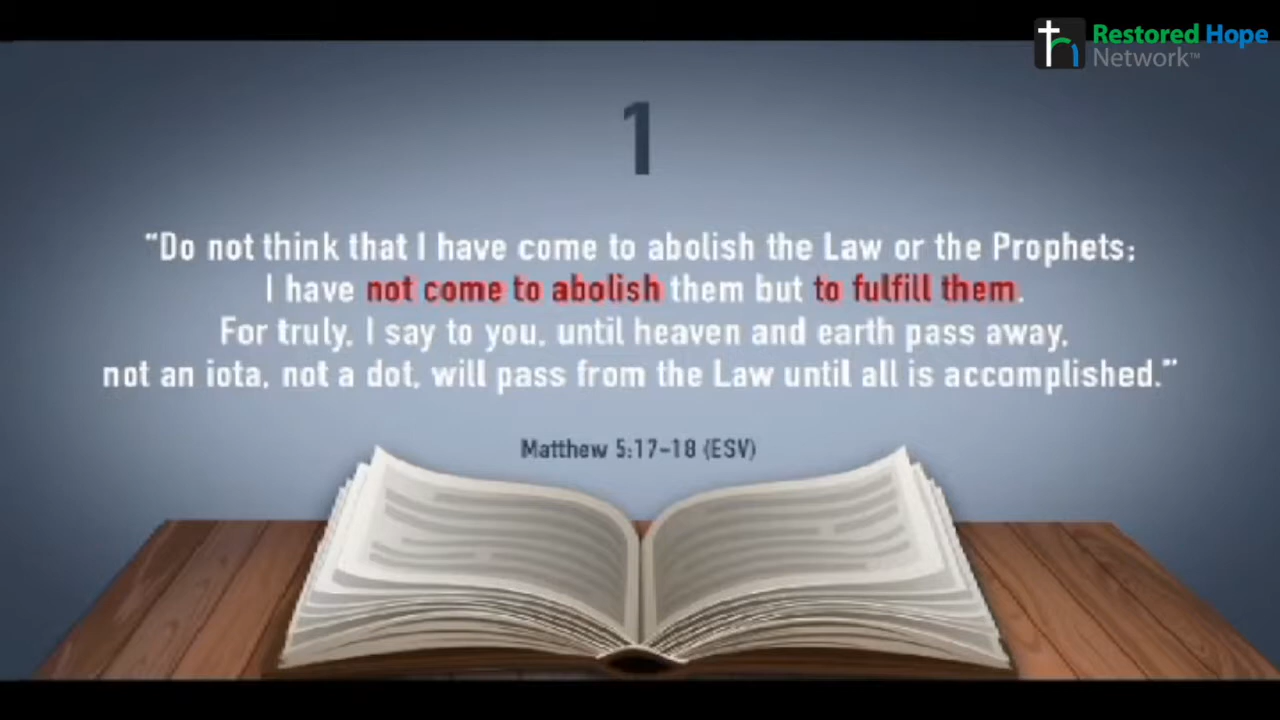 Restored Hope
Network™
1
"Do not think that I have come to abolish the Law or the Prophets;
I have not come to abolish them but to fulfill them.
For truly, I say to you, until heaven and earth pass away,
not an iota, not a dot, will pass from the Law until all is accomplished."
Matthew 5:17-18 (ESV)